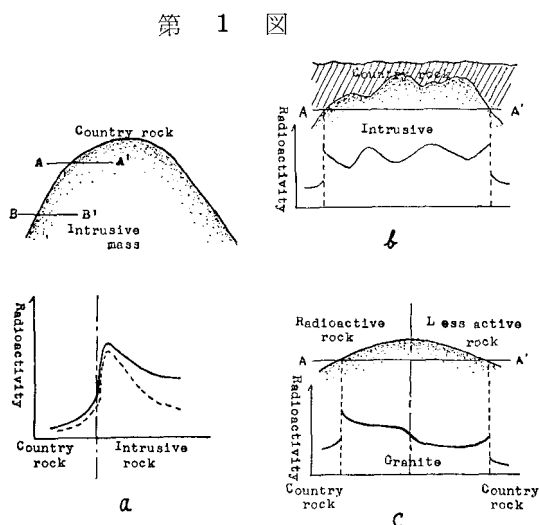 第 1 図
Country rock
A A'
B B'
Intrusive
mass
Radioactivity
Country
rock
Intrusive
rock
a
Country rock
A A'
Radioactivity
Intrusive
b
Radioactive
rock
Less active
rock
A A'
Radioactivity
Granite
Country
rock
Country
rock
c